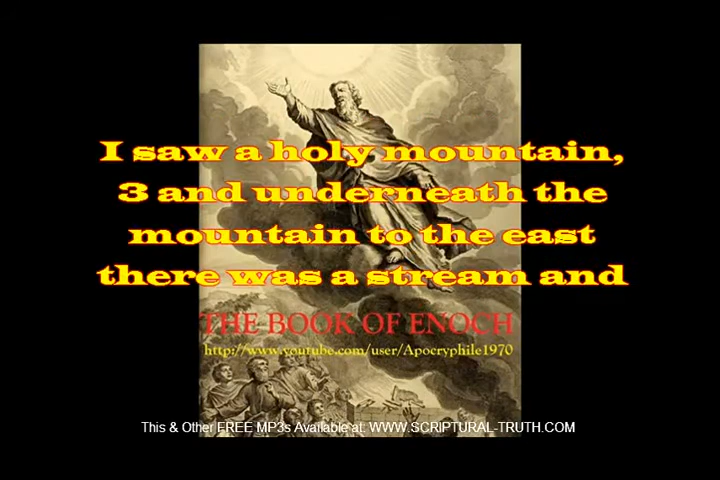 I saw a holy mountain,
3 and underneath the
mountain to the east
there was a stream and
THE BOOK OF ENOCH
http://www.youtube.com/user/Apocryphile1970
This & Other FREE MP3s Available at: WWW.SCRIPTURAL-TRUTH.COM